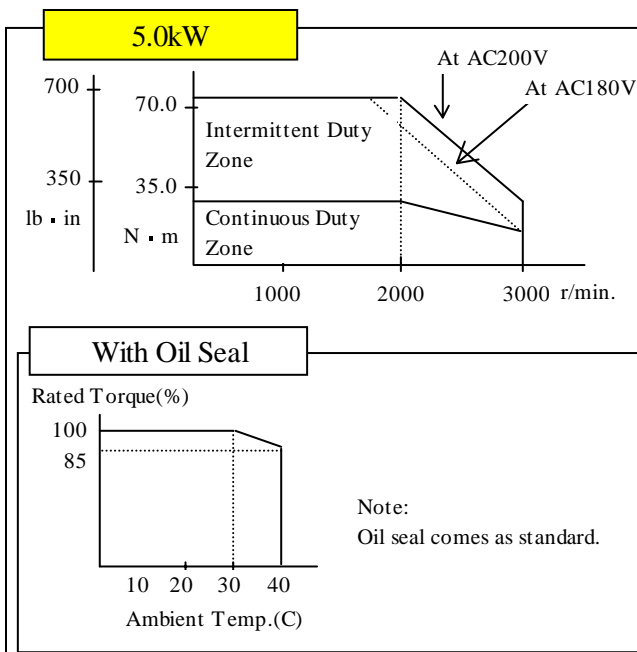 5.0kW
At AC200V
At AC180V
700
70.0
Intermittent Duty
Zone
350
35.0
lb・in
N・m
Continuous Duty
Zone
1000 2000 3000 r/min.
With Oil Seal
Rated Torque(%)
100
85
10 20 30 40
Ambient Temp.(C)
Note:
Oil seal comes as standard.